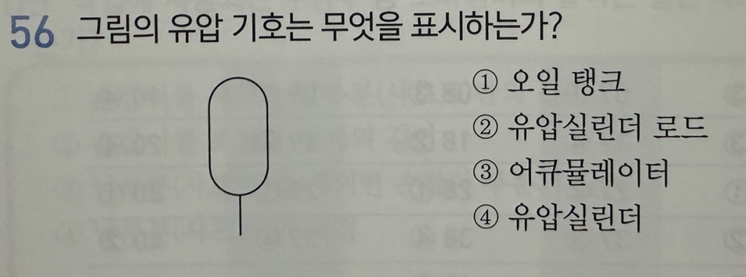 56 그림의 유압 기호는 무엇을 표시하는가?
① 오일 탱크
② 유압실린더 로드
③ 어큐뮬레이터
④ 유압실린더